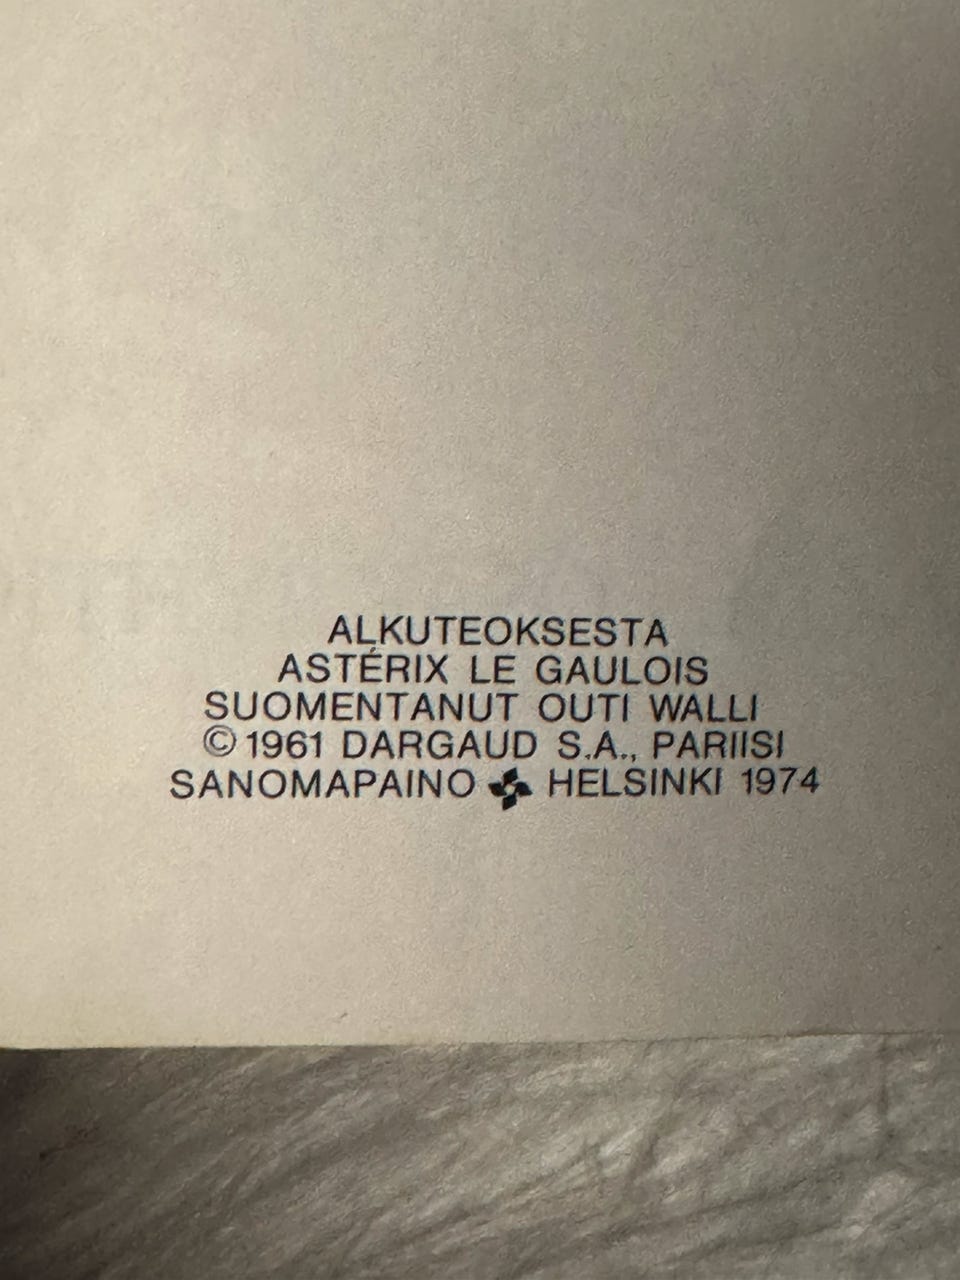 ALKUTEOKSESTA
ASTÉRIX LE GAULOIS
SUOMENTANUT OUTI WALLI
© 1961 DARGAUD S.A., PARIISI
SANOMAPAINO HELSINKI 1974